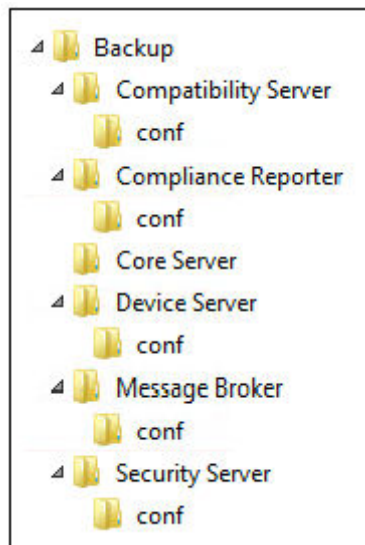 Backup
Compatibility Server
conf
Compliance Reporter
conf
Core Server
Device Server
conf
Message Broker
conf
Security Server
conf